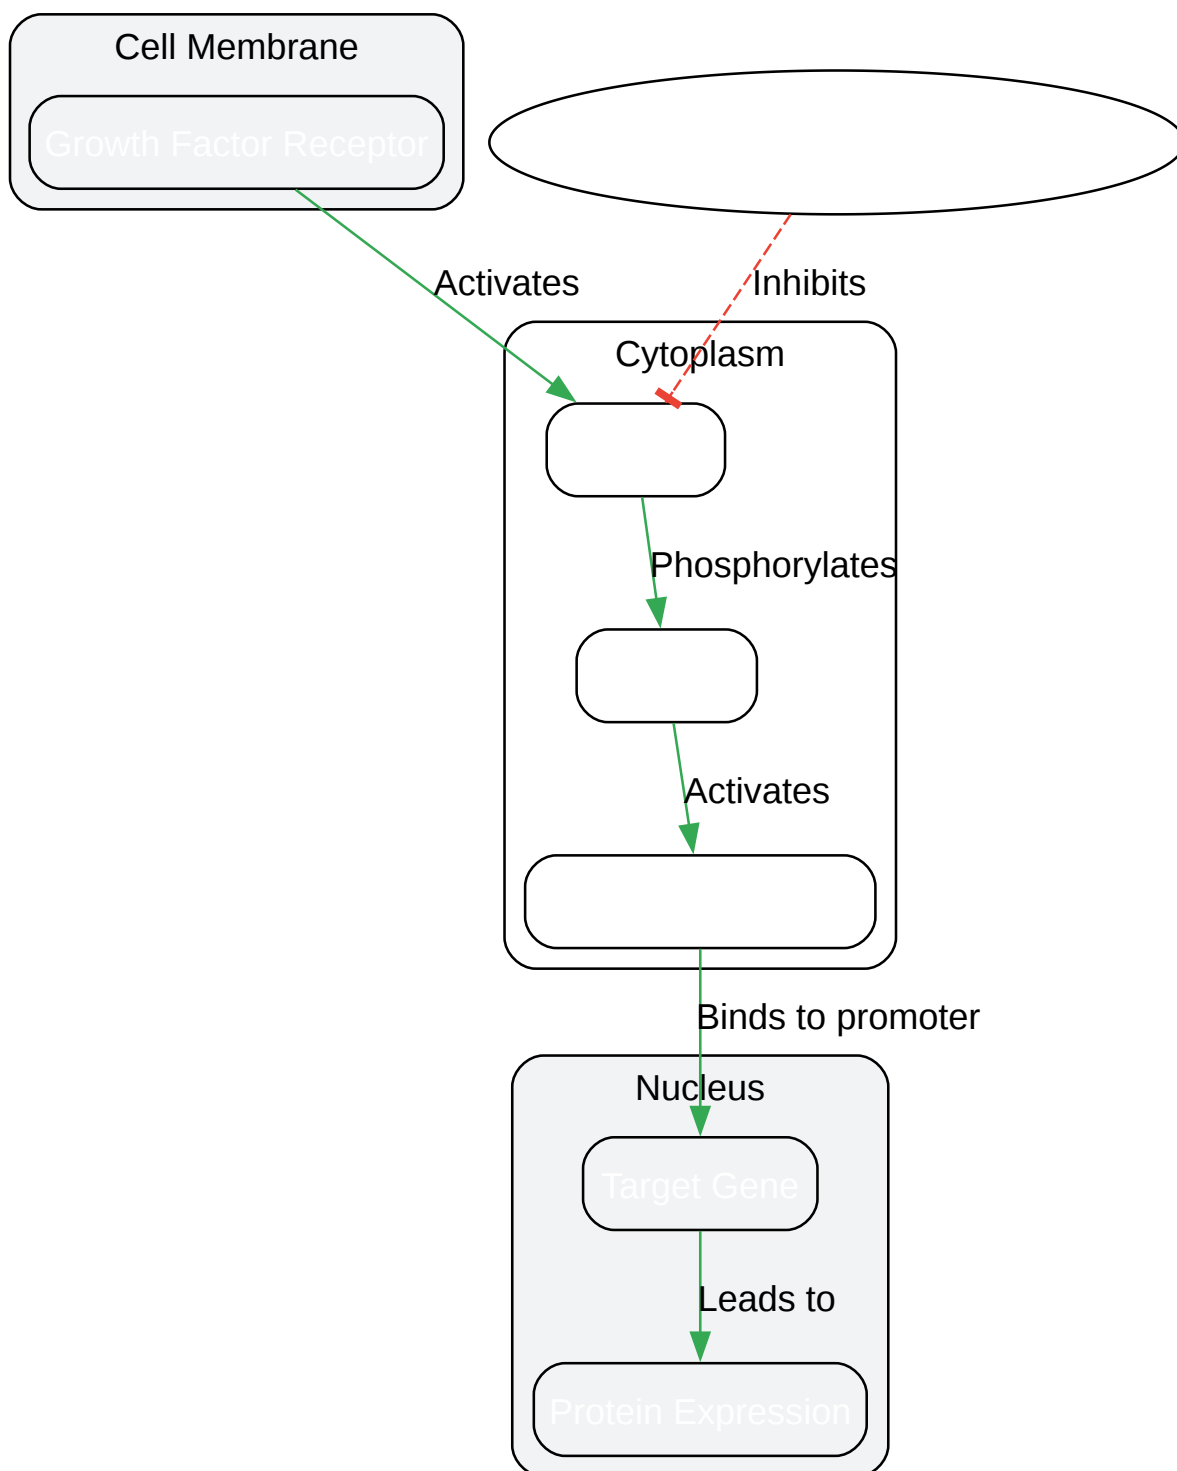 Cell Membrane
Growth Factor Receptor
Activates
Inhibits
Cytoplasm
Phosphorylates
Activates
Binds to promoter
Nucleus
Target Gene
Leads to
Protein Expression